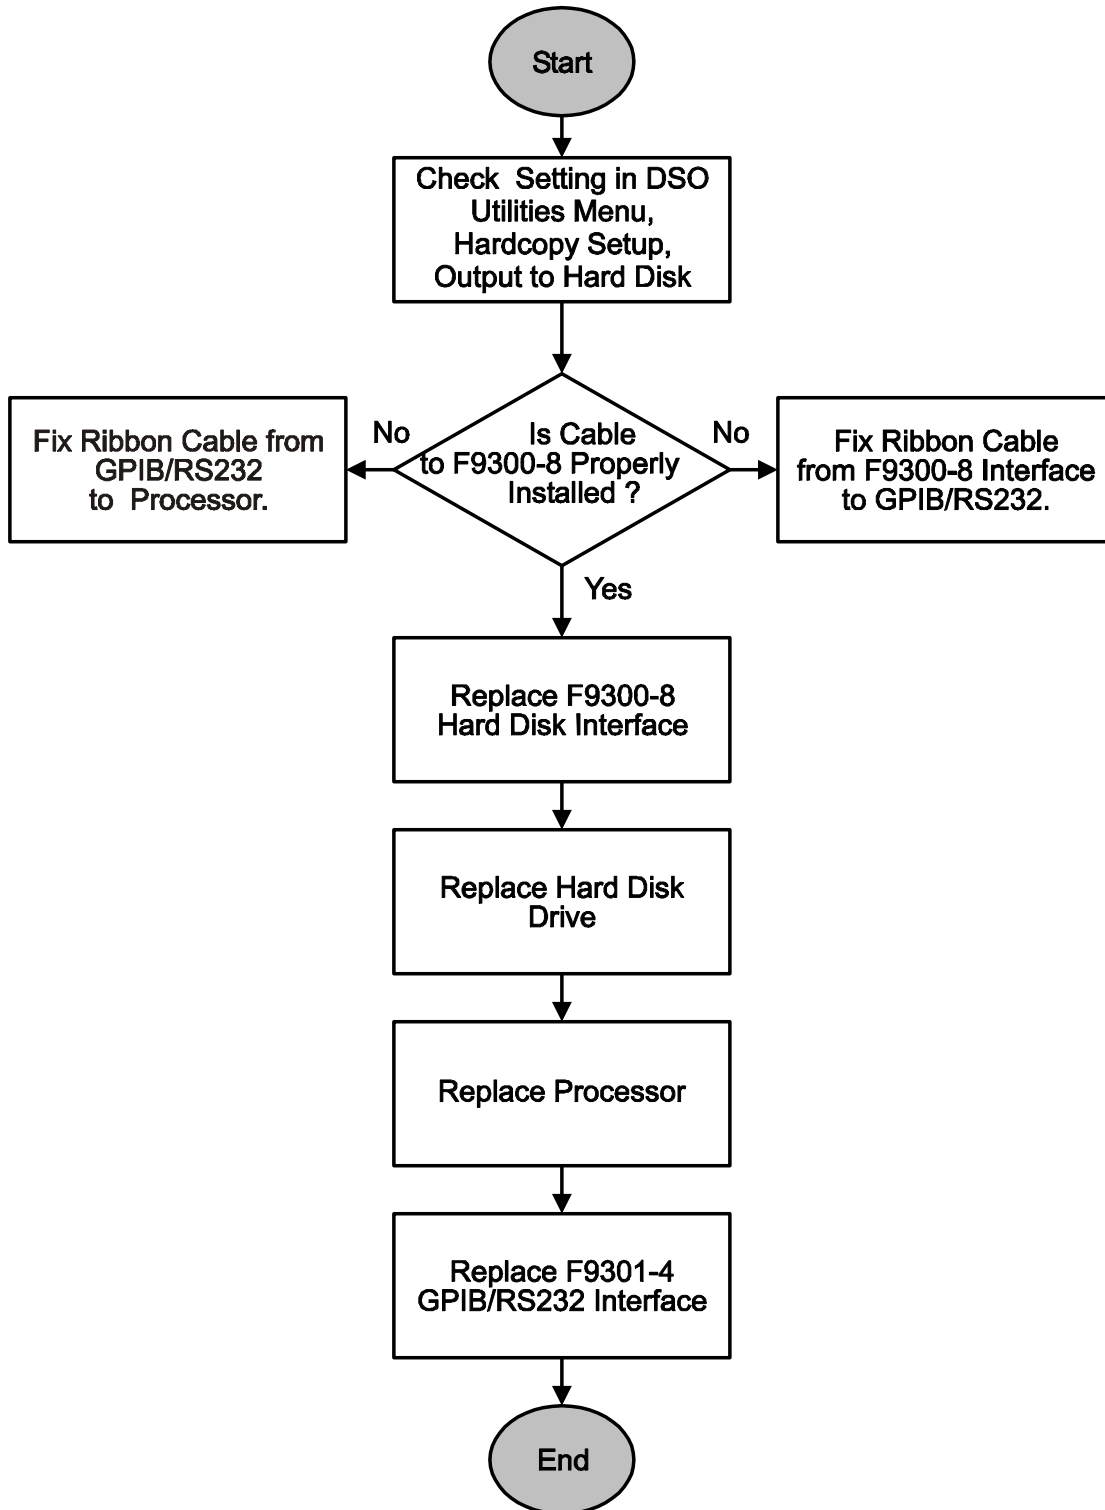 Start
Check Setting in DSO
Utilities Menu,
Hardcopy Setup,
Output to Hard Disk
Fix Ribbon Cable from
GPIB/RS232
to Processor.
No
Is Cable
to F9300-8 Properly
Installed ?
No
Fix Ribbon Cable
from F9300-8 Interface
to GPIB/RS232.
Yes
Replace F9300-8
Hard Disk Interface
Replace Hard Disk
Drive
Replace Processor
Replace F9301-4
GPIB/RS232 Interface
End